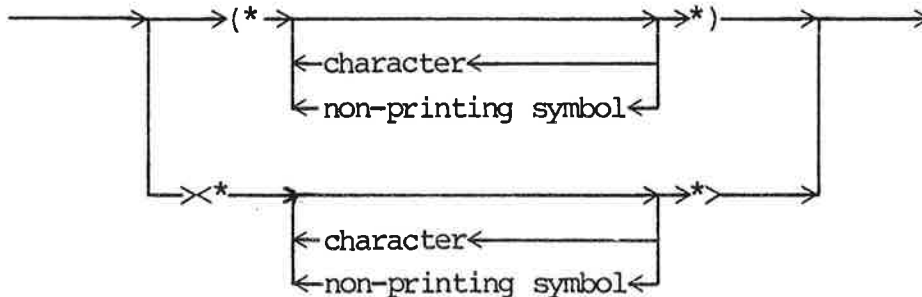 (* *)
character
non-printing symbol
<* *>
character
non-printing symbol